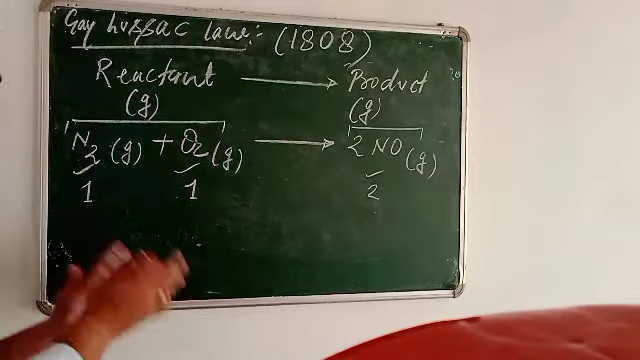 Gay lussac law:- (1808)
Reactant ⟶ Product
(g) (g)
N₂ (g) + O₂ (g) ⟶ 2 NO (g)
1 1 2